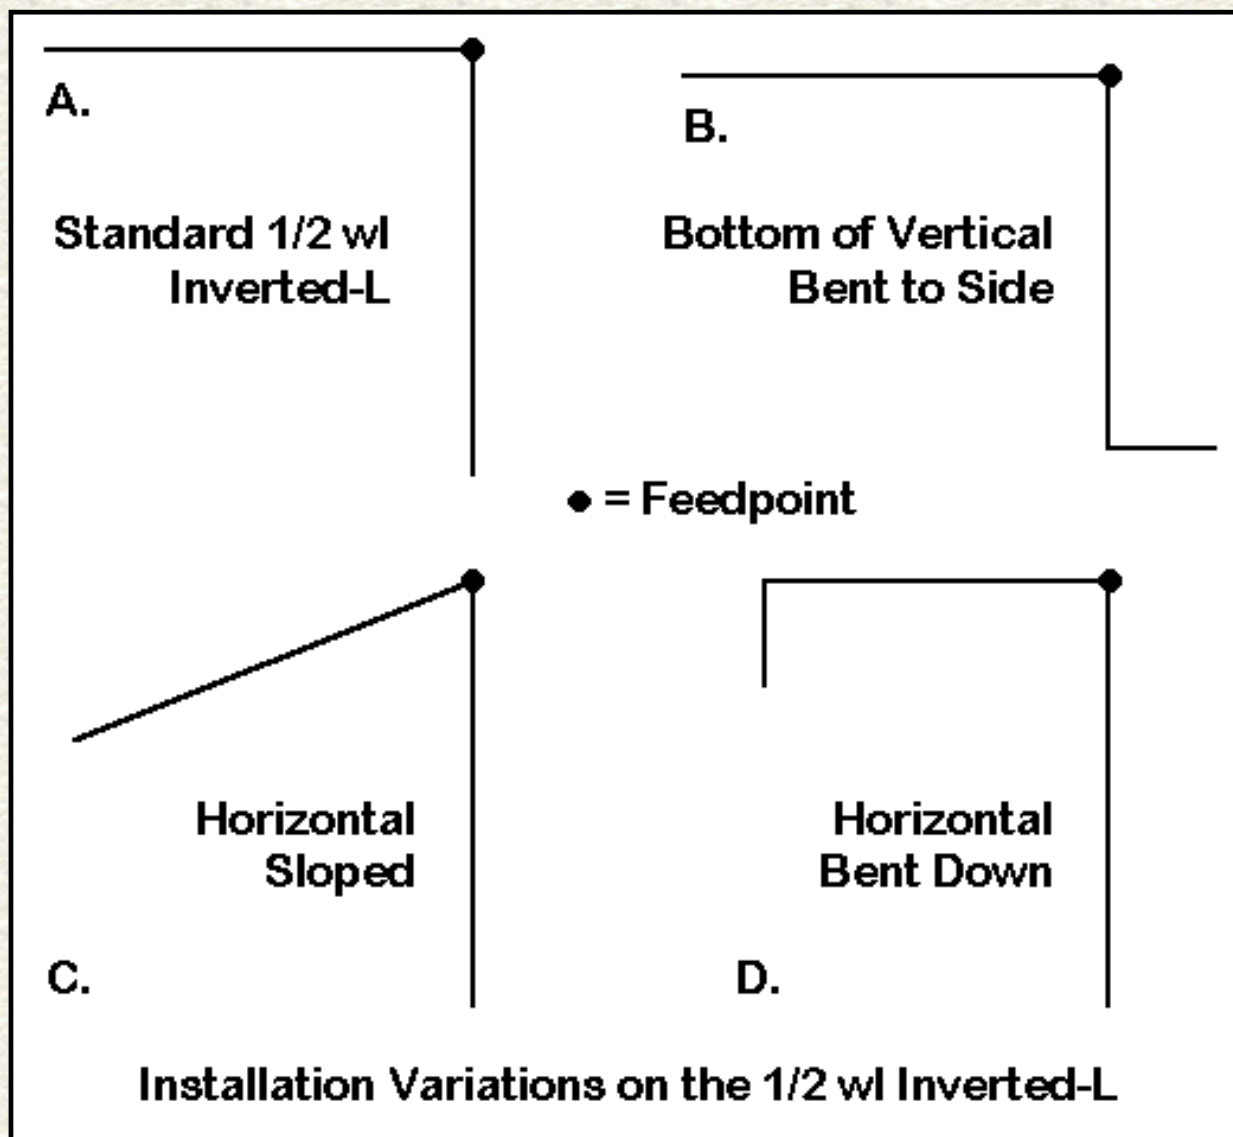 A.
Standard 1/2 wl
Inverted-L
B.
Bottom of Vertical
Bent to Side
● = Feedpoint
Horizontal
Sloped
C.
Horizontal
Bent Down
D.
Installation Variations on the 1/2 wl Inverted-L